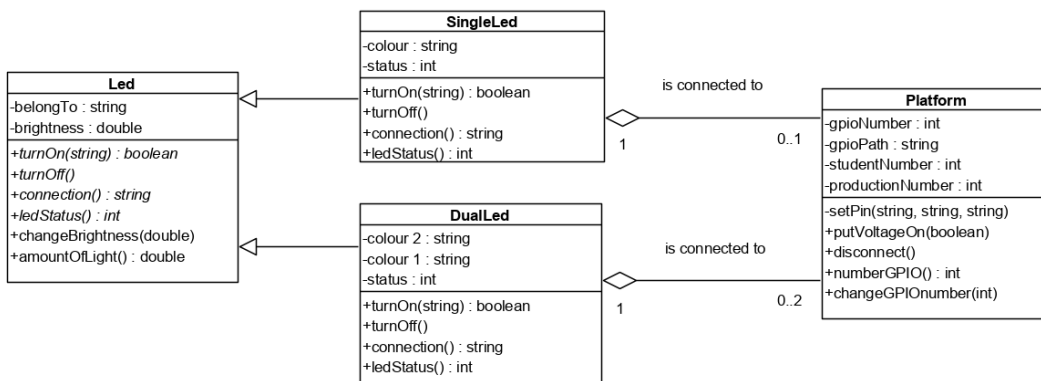 Led
-belongTo : string
-brightness : double
+turnOn(string) : boolean
+turnOff()
+connection() : string
+ledStatus() : int
+changeBrightness(double)
+amountOfLight() : double
SingleLed
-colour : string
-status : int
+turnOn(string) : boolean
+turnOff()
+connection() : string
+ledStatus() : int
DualLed
-colour 2 : string
-colour 1 : string
-status : int
+turnOn(string) : boolean
+turnOff()
+connection() : string
+ledStatus() : int
is connected to
1
0..1
is connected to
1
0..2
Platform
-gpioNumber : int
-gpioPath : string
-studentNumber : int
-productionNumber : int
-setPin(string, string, string)
+putVoltageOn(boolean)
+disconnect()
+numberGPIO() : int
+changeGPIOnumber(int)